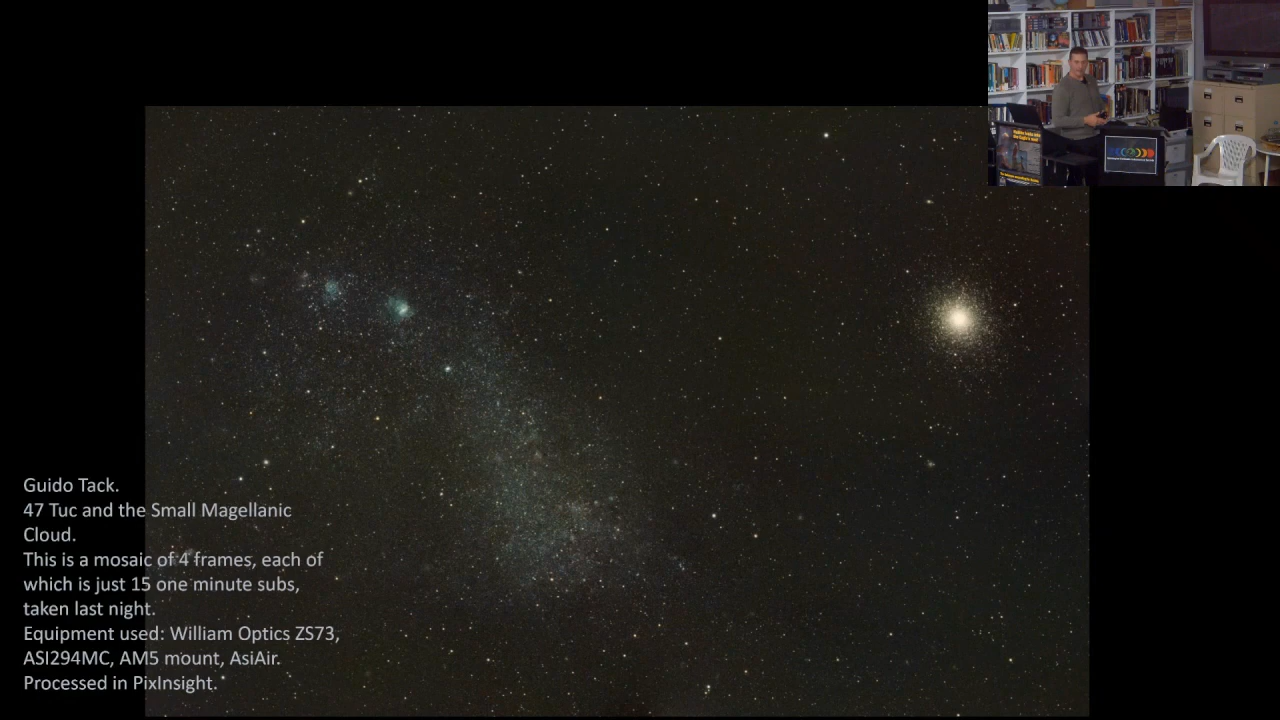 Guido Tack.
47 Tuc and the Small Magellanic
Cloud.
This is a mosaic of 4 frames, each of
which is just 15 one minute subs,
taken last night.
Equipment used: William Optics ZS73,
ASI294MC, AM5 mount, AsiAir.
Processed in PixInsight.